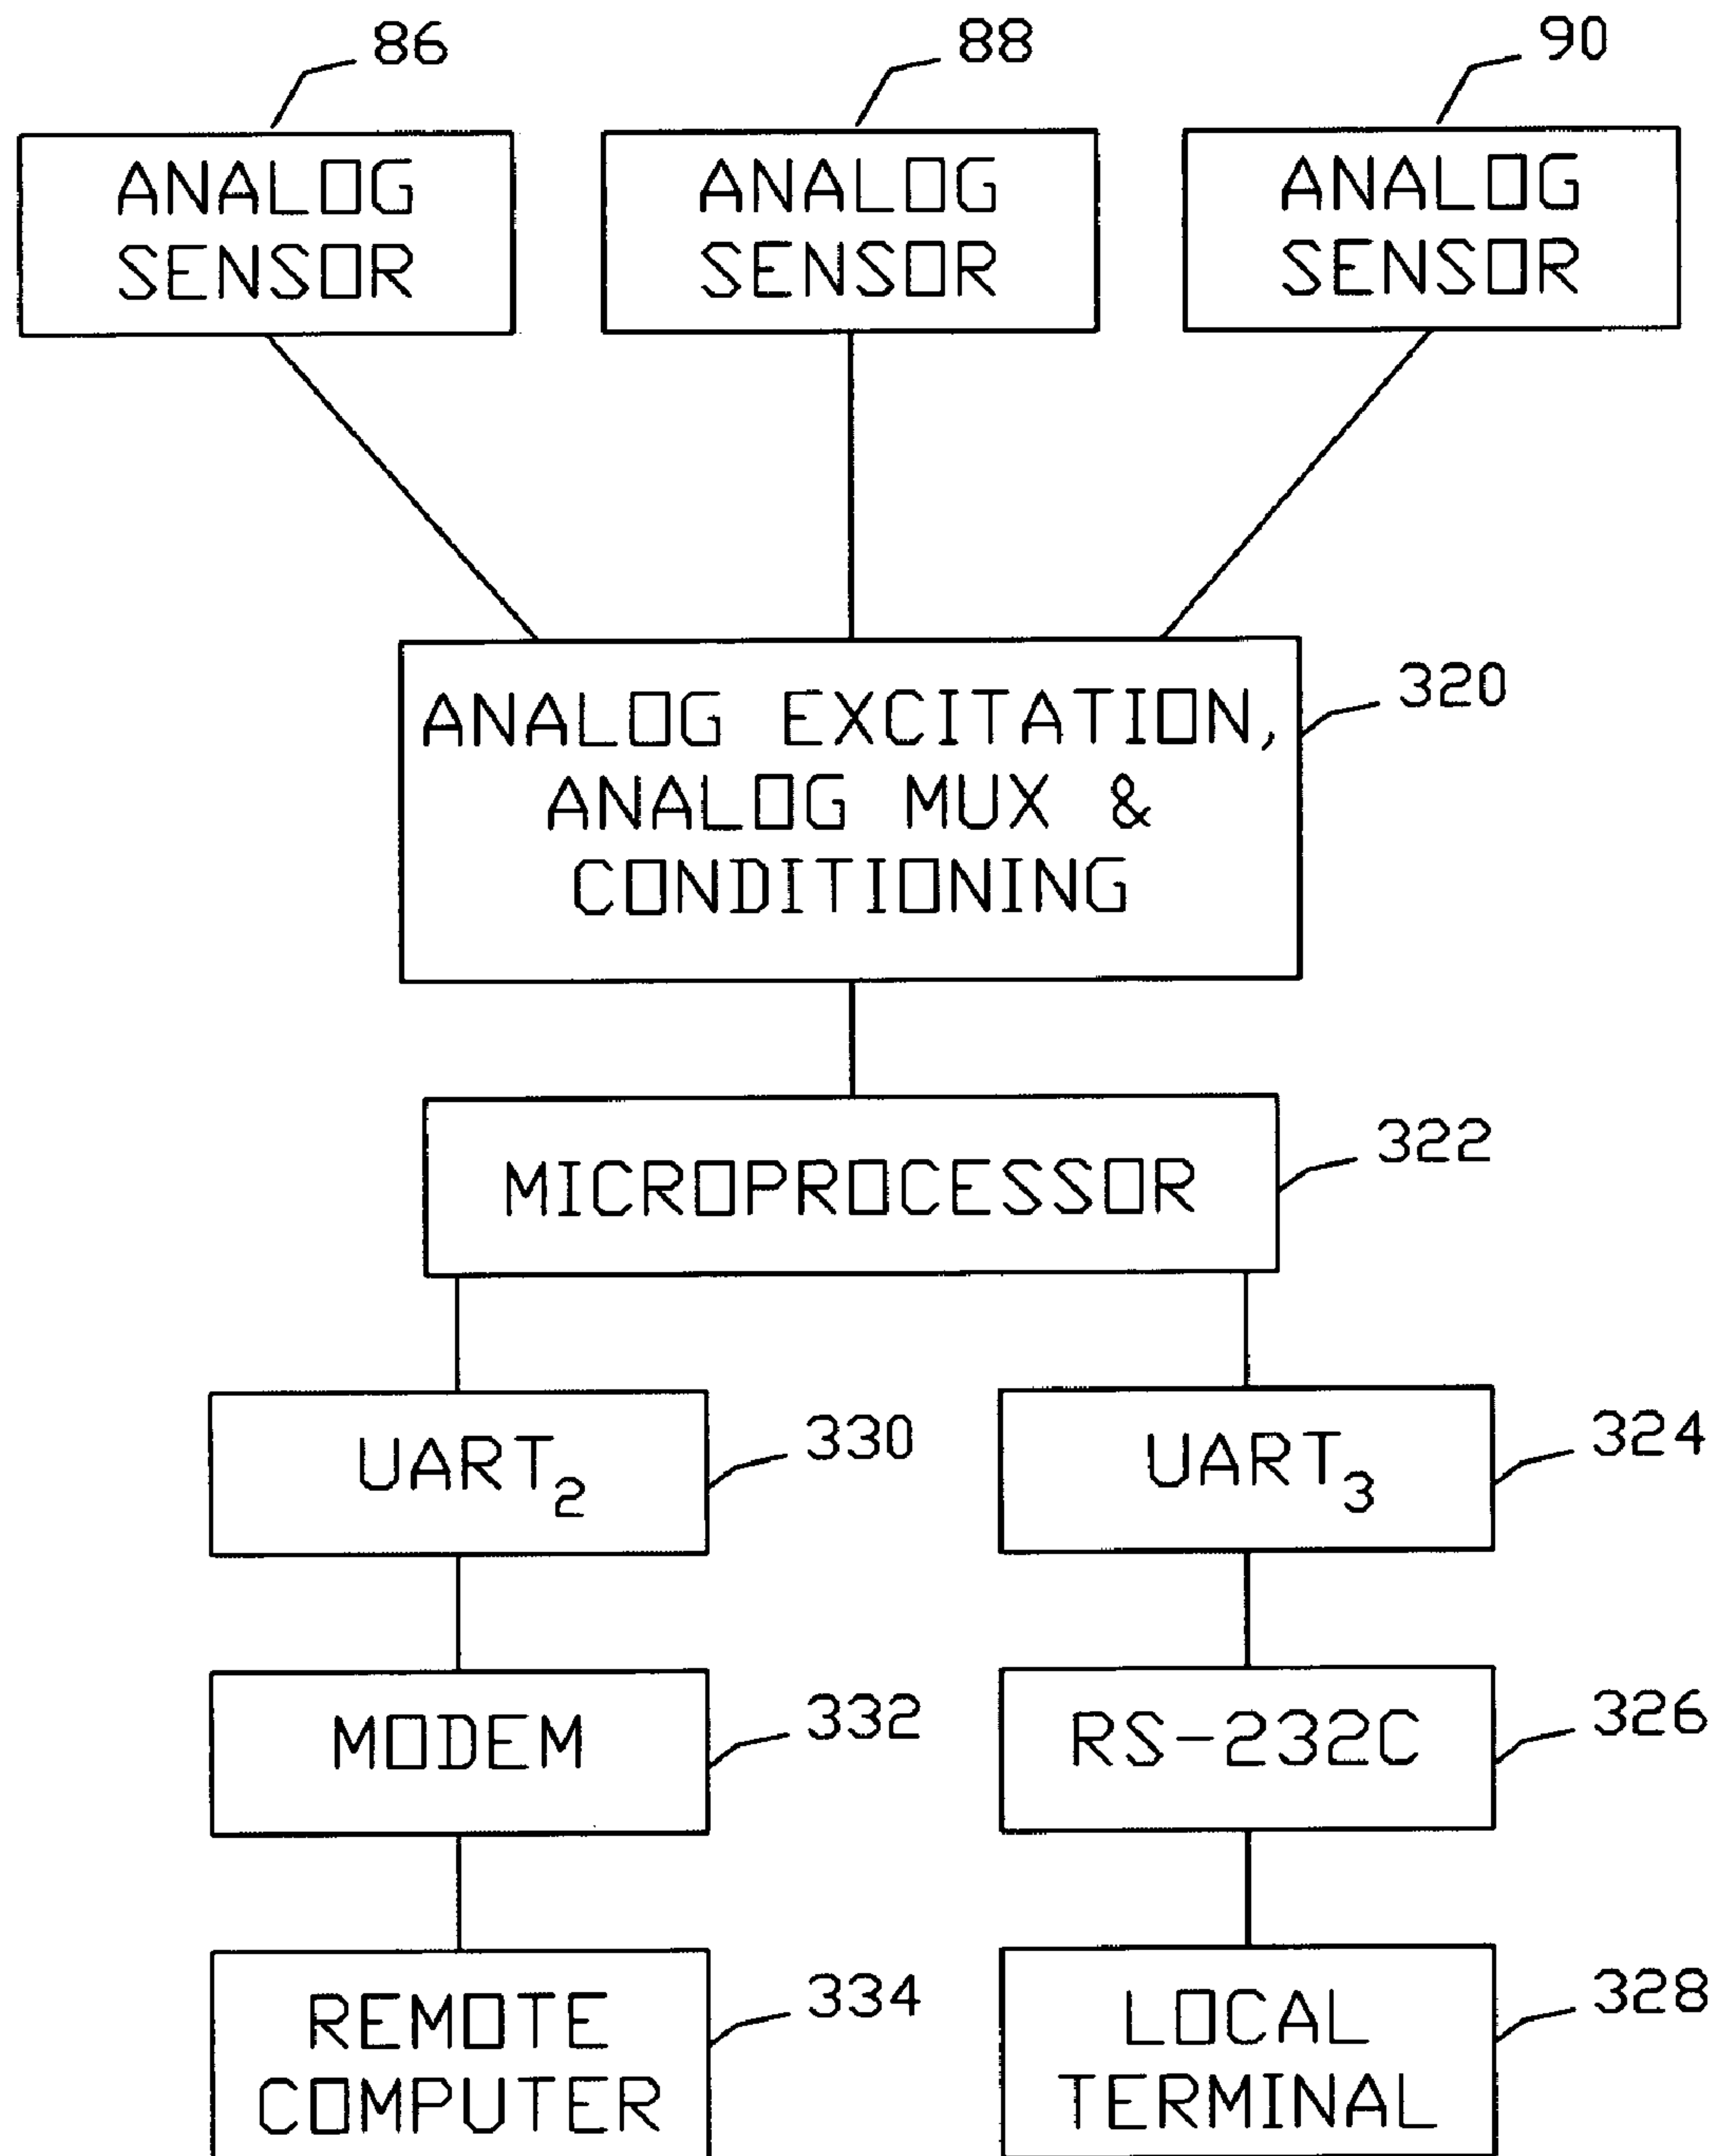 86
88
90
ANALOG
SENSOR
ANALOG
SENSOR
ANALOG
SENSOR
320
ANALOG EXCITATION,
ANALOG MUX &
CONDITIONING
322
MICROPROCESSOR
330
UART2
324
UART3
332
MODEM
326
RS-232C
334
REMOTE
COMPUTER
328
LOCAL
TERMINAL